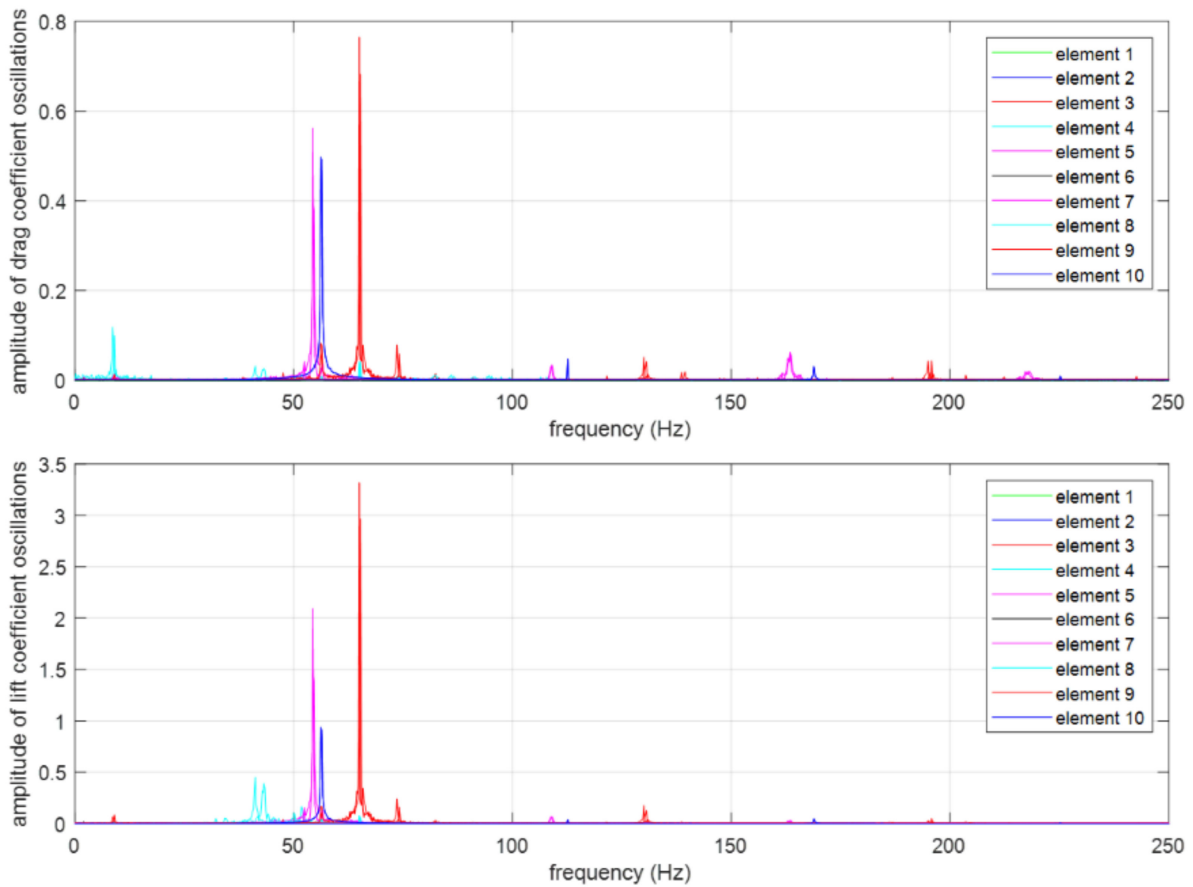 amplitude of drag coefficient oscillations
0.8
0.6
0.4
0.2
0
0
50
100
150
200
250
frequency (Hz)
element 1
element 2
element 3
element 4
element 5
element 6
element 7
element 8
element 9
element 10
amplitude of lift coefficient oscillations
3.5
3
2.5
2
1.5
1
0.5
0
0
50
100
150
200
250
frequency (Hz)
element 1
element 2
element 3
element 4
element 5
element 6
element 7
element 8
element 9
element 10